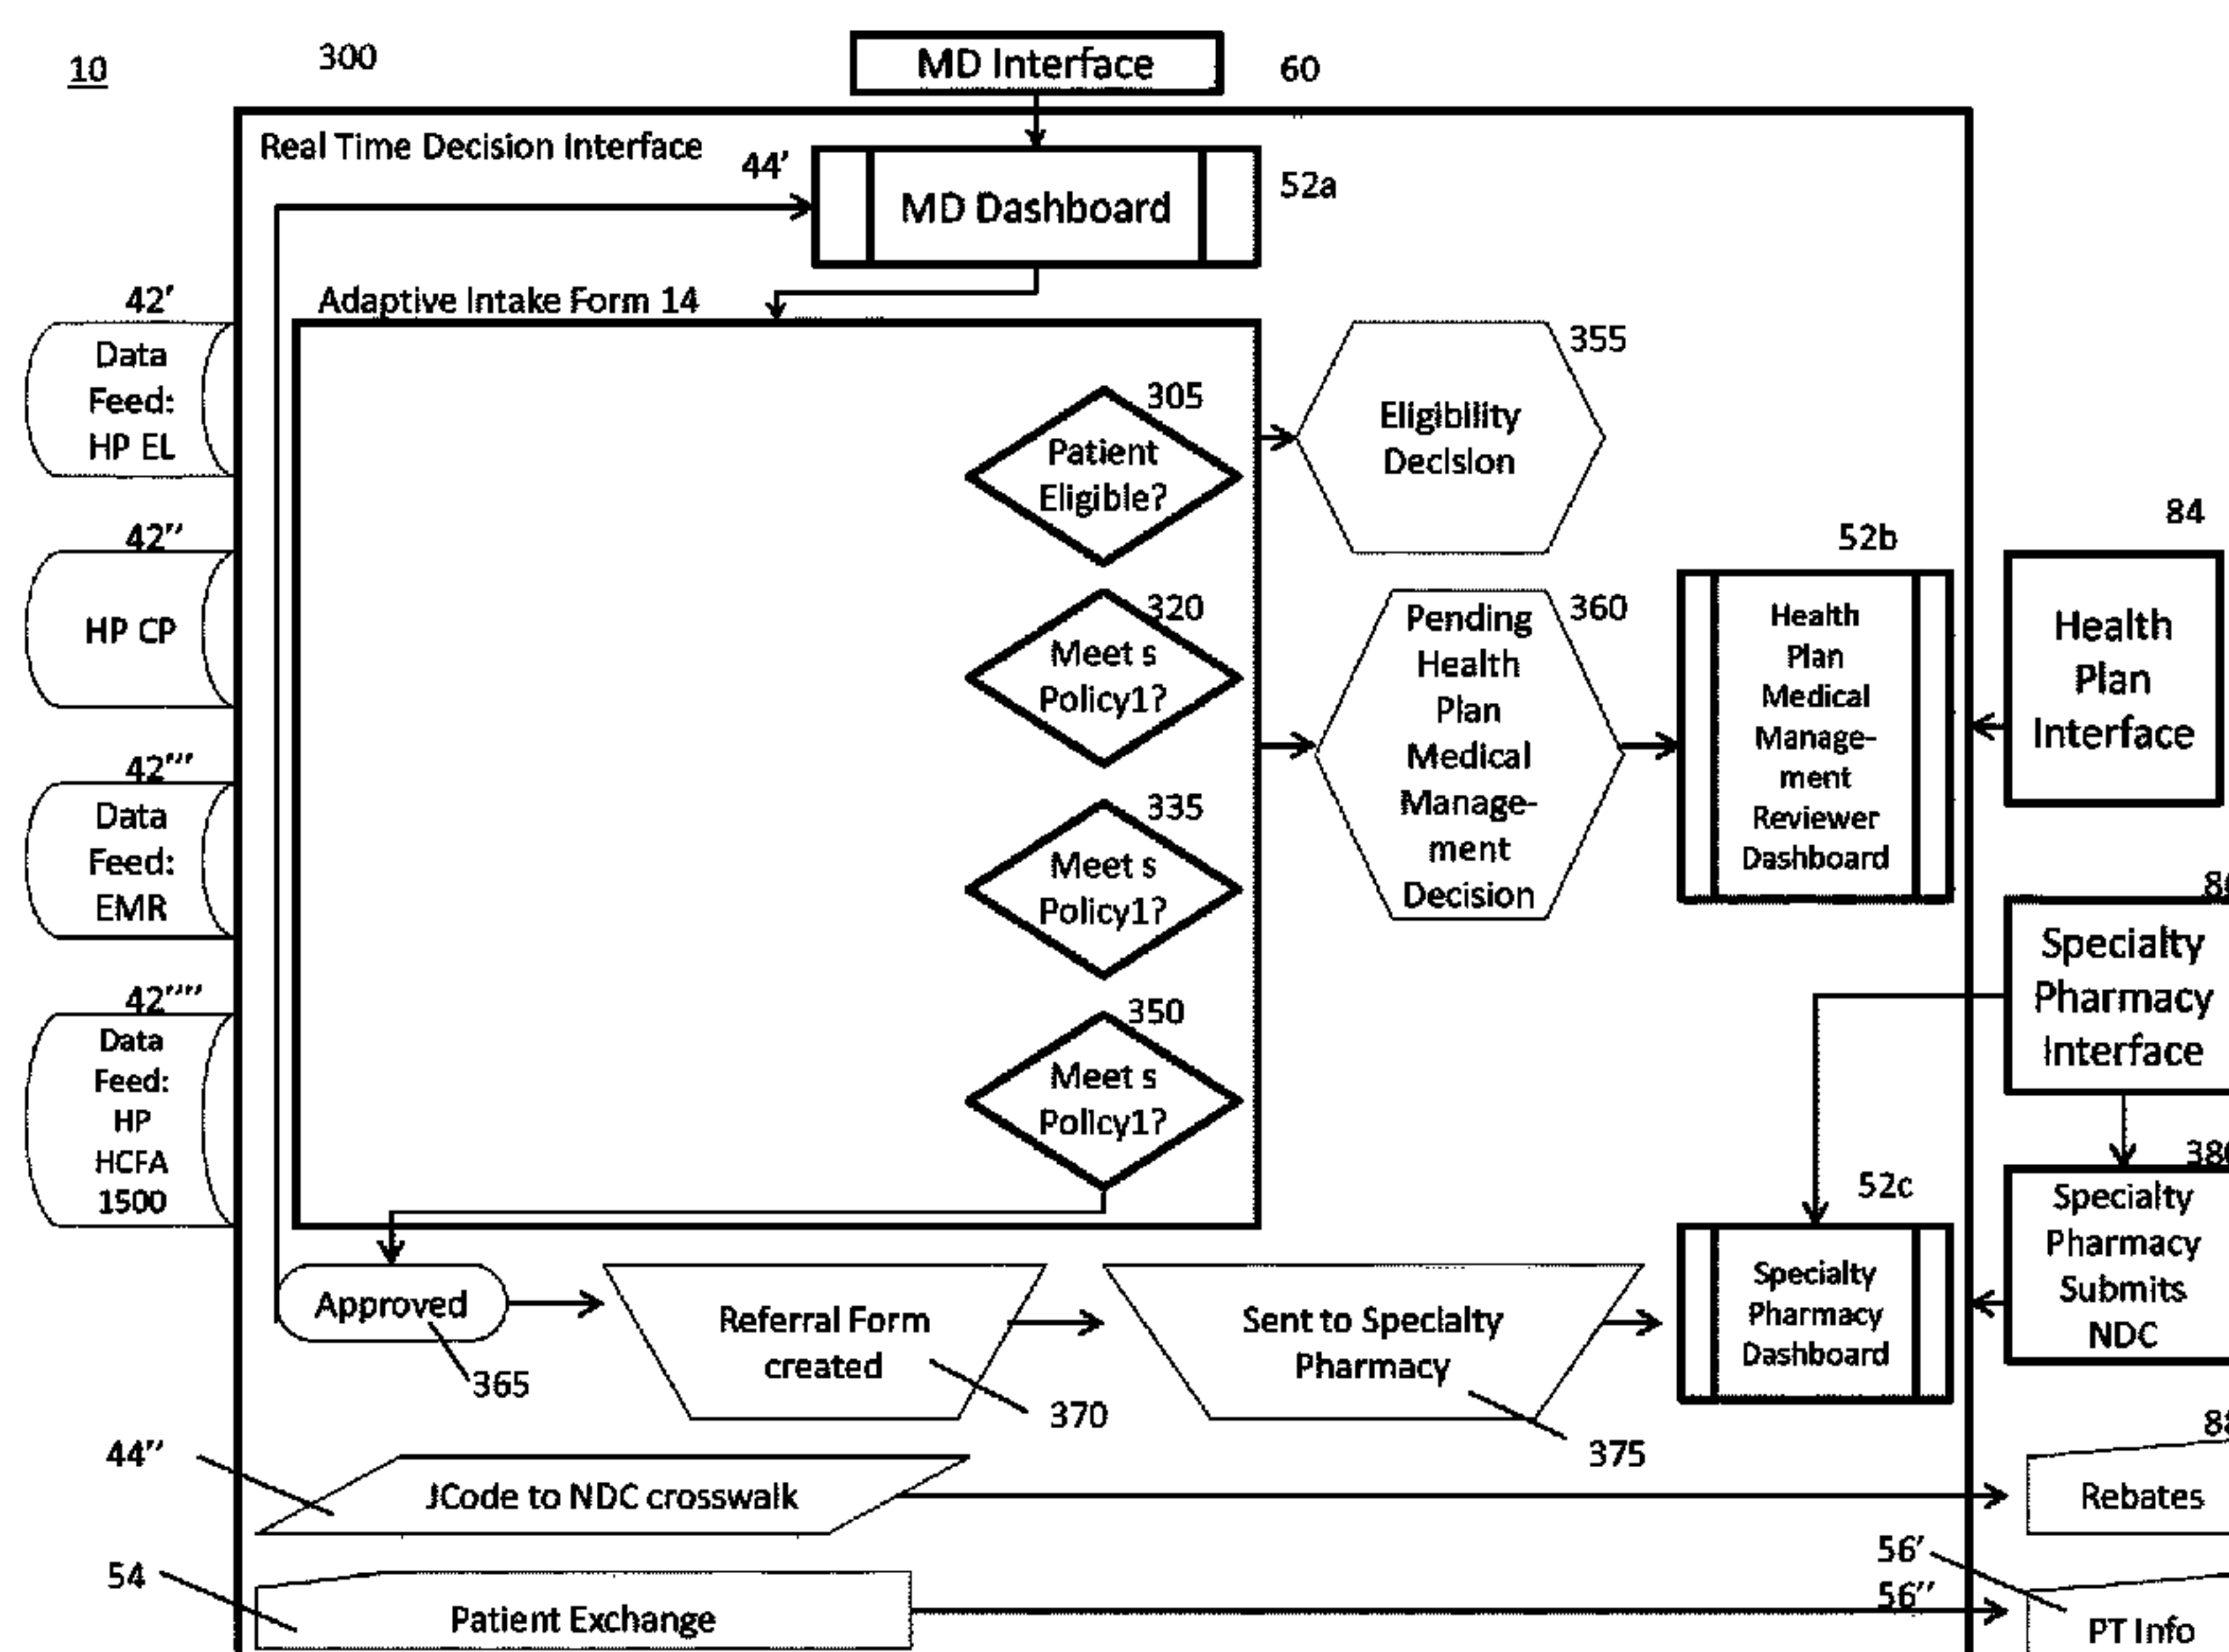 10
300
MD Interface
60
Real Time Decision Interface
44'
MD Dashboard
52a
Adaptive Intake Form 14
42'
Data
Feed:
HP EL
42''
HP CP
42'''
Data
Feed:
EMR
42''''
Data
Feed:
HP
HCFA
1500
305
Patient
Eligible?
320
Meet s
Policy1?
335
Meet s
Policy1?
350
Meet s
Policy1?
355
Eligibility
Decision
360
Pending
Health
Plan
Medical
Manage-
ment
Decision
52b
Health
Plan
Medical
Manage-
ment
Reviewer
Dashboard
84
Health
Plan
Interface
Specialty
Pharmacy
Interface
Specialty
Pharmacy
Submits
NDC
52c
Specialty
Pharmacy
Dashboard
Approved
365
Referral Form
created
370
Sent to Specialty
Pharmacy
375
44''
JCode to NDC crosswalk
Rebates
54
Patient Exchange
56'
56''
PT Info